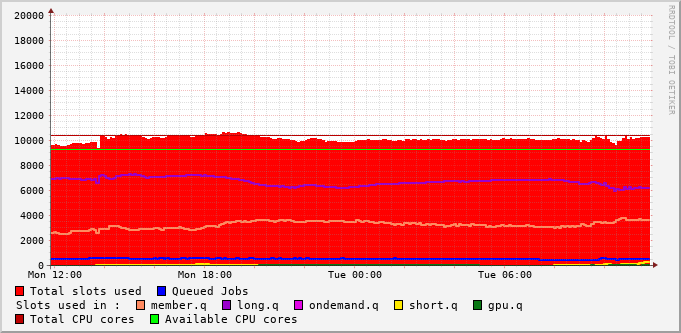 RRDTOOL / TOBI OETIKER
20000
18000
16000
14000
12000
10000
8000
6000
4000
2000
0
Mon 12:00 Mon 18:00 Tue 00:00 Tue 06:00
Total slots used Queued Jobs
Slots used in : member.q long.q ondemand.q short.q gpu.q
Total CPU cores Available CPU cores